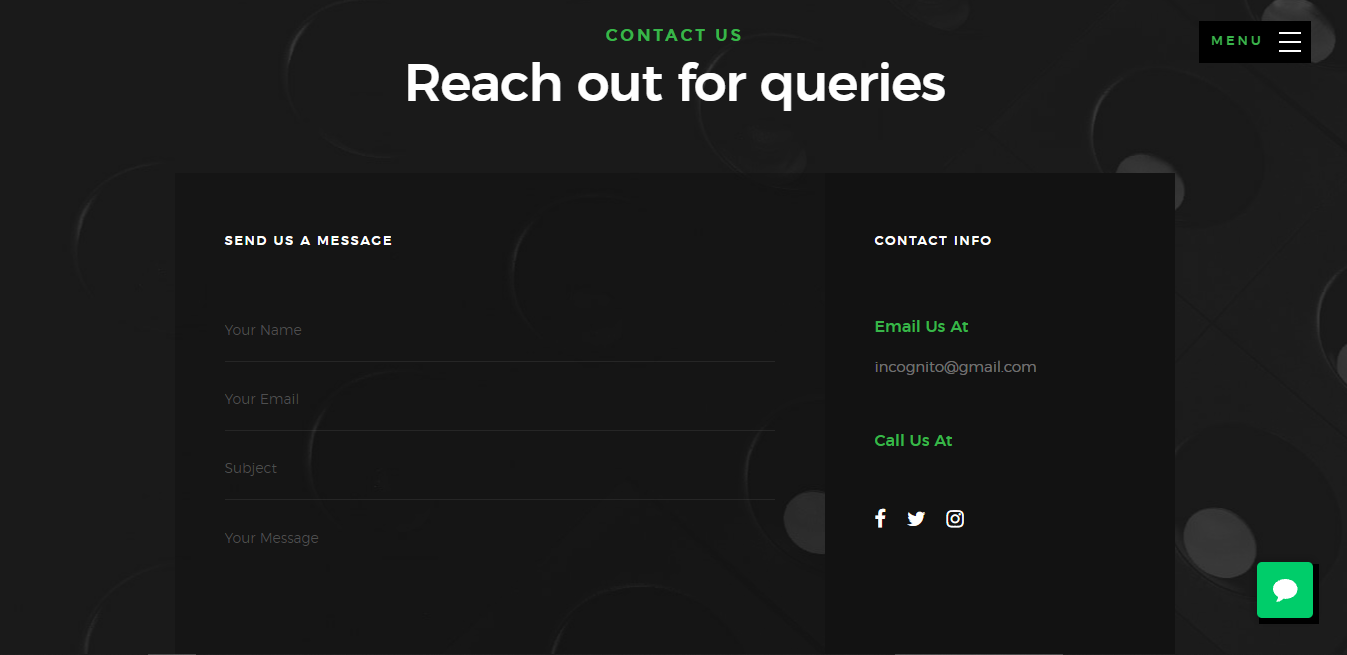 CONTACT US
MENU
Reach out for queries
SEND US A MESSAGE
Your Name
Your Email
Subject
Your Message
CONTACT INFO
Email Us At
incognito@gmail.com
Call Us At